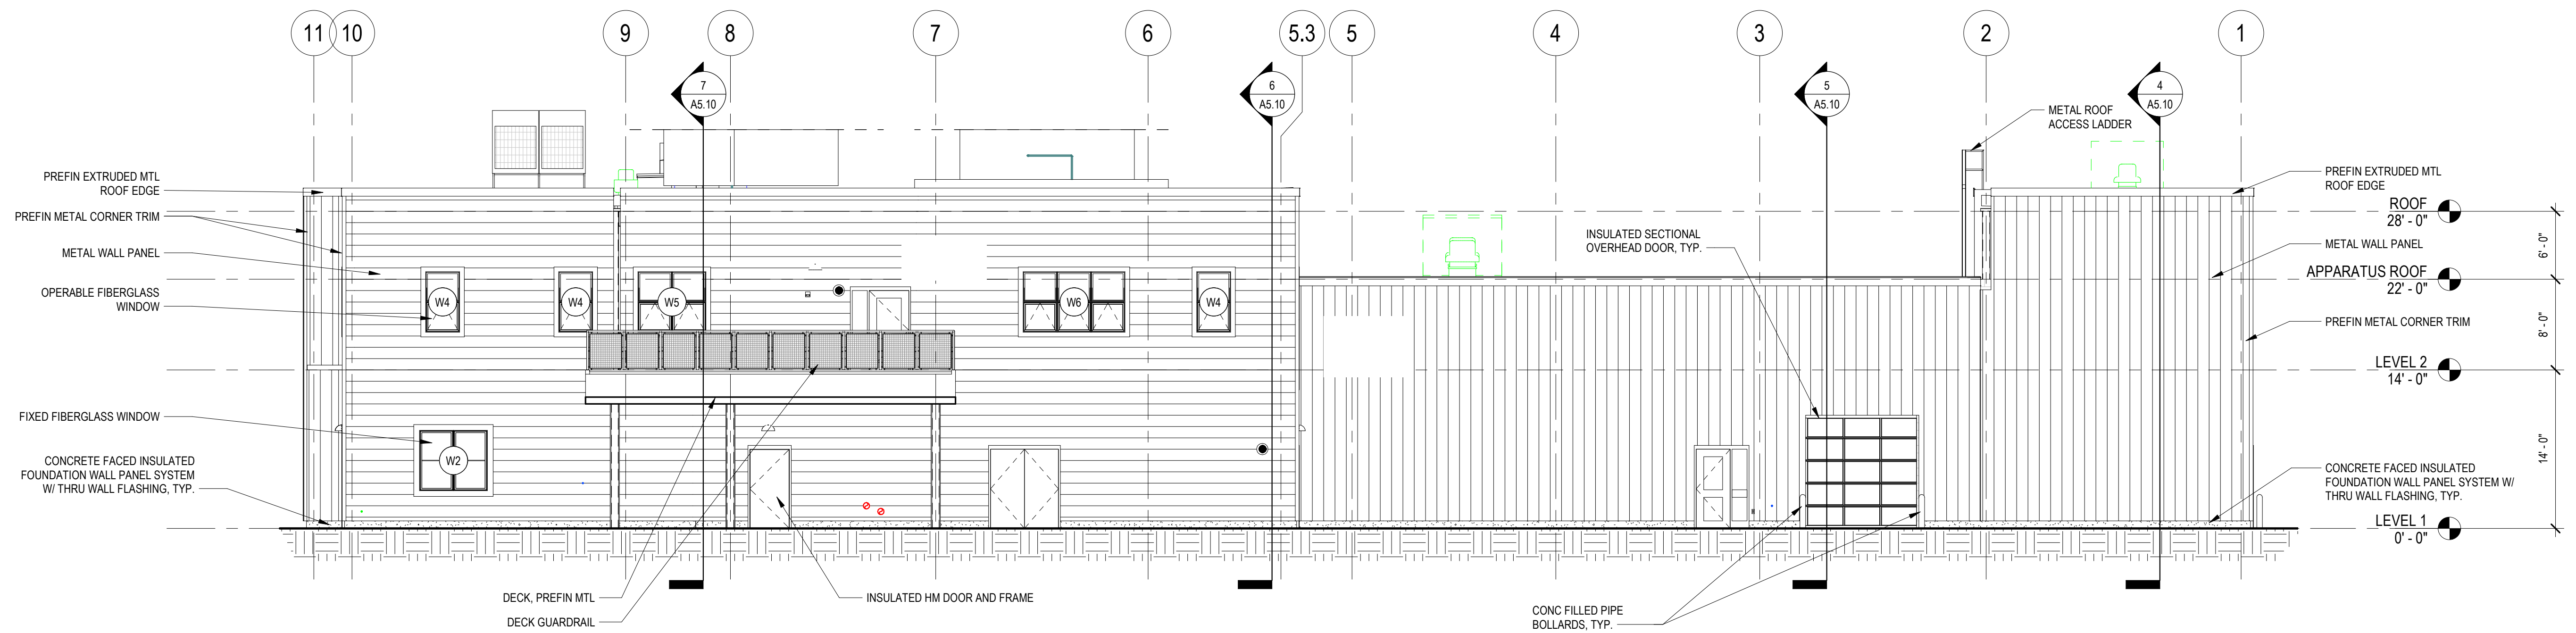 11
10
9
8
7
6
5.3
5
4
3
2
1
7
A5.10
6
A5.10
5
A5.10
4
A5.10
METAL ROOF
ACCESS LADDER
PREFIN EXTRUDED MTL
ROOF EDGE
PREFIN METAL CORNER TRIM
METAL WALL PANEL
OPERABLE FIBERGLASS
WINDOW
FIXED FIBERGLASS WINDOW
CONCRETE FACED INSULATED
FOUNDATION WALL PANEL SYSTEM
W/ THRU WALL FLASHING, TYP.
W4
W4
W5
W6
W4
W2
INSULATED SECTIONAL
OVERHEAD DOOR, TYP.
DECK, PREFIN MTL
DECK GUARDRAIL
INSULATED HM DOOR AND FRAME
CONC FILLED PIPE
BOLLARDS, TYP.
PREFIN EXTRUDED MTL
ROOF EDGE
ROOF
28' - 0"
METAL WALL PANEL
APPARATUS ROOF
22' - 0"
PREFIN METAL CORNER TRIM
LEVEL 2
14' - 0"
CONCRETE FACED INSULATED
FOUNDATION WALL PANEL SYSTEM W/
THRU WALL FLASHING, TYP.
LEVEL 1
0' - 0"
6' - 0"
8' - 0"
14' - 0"